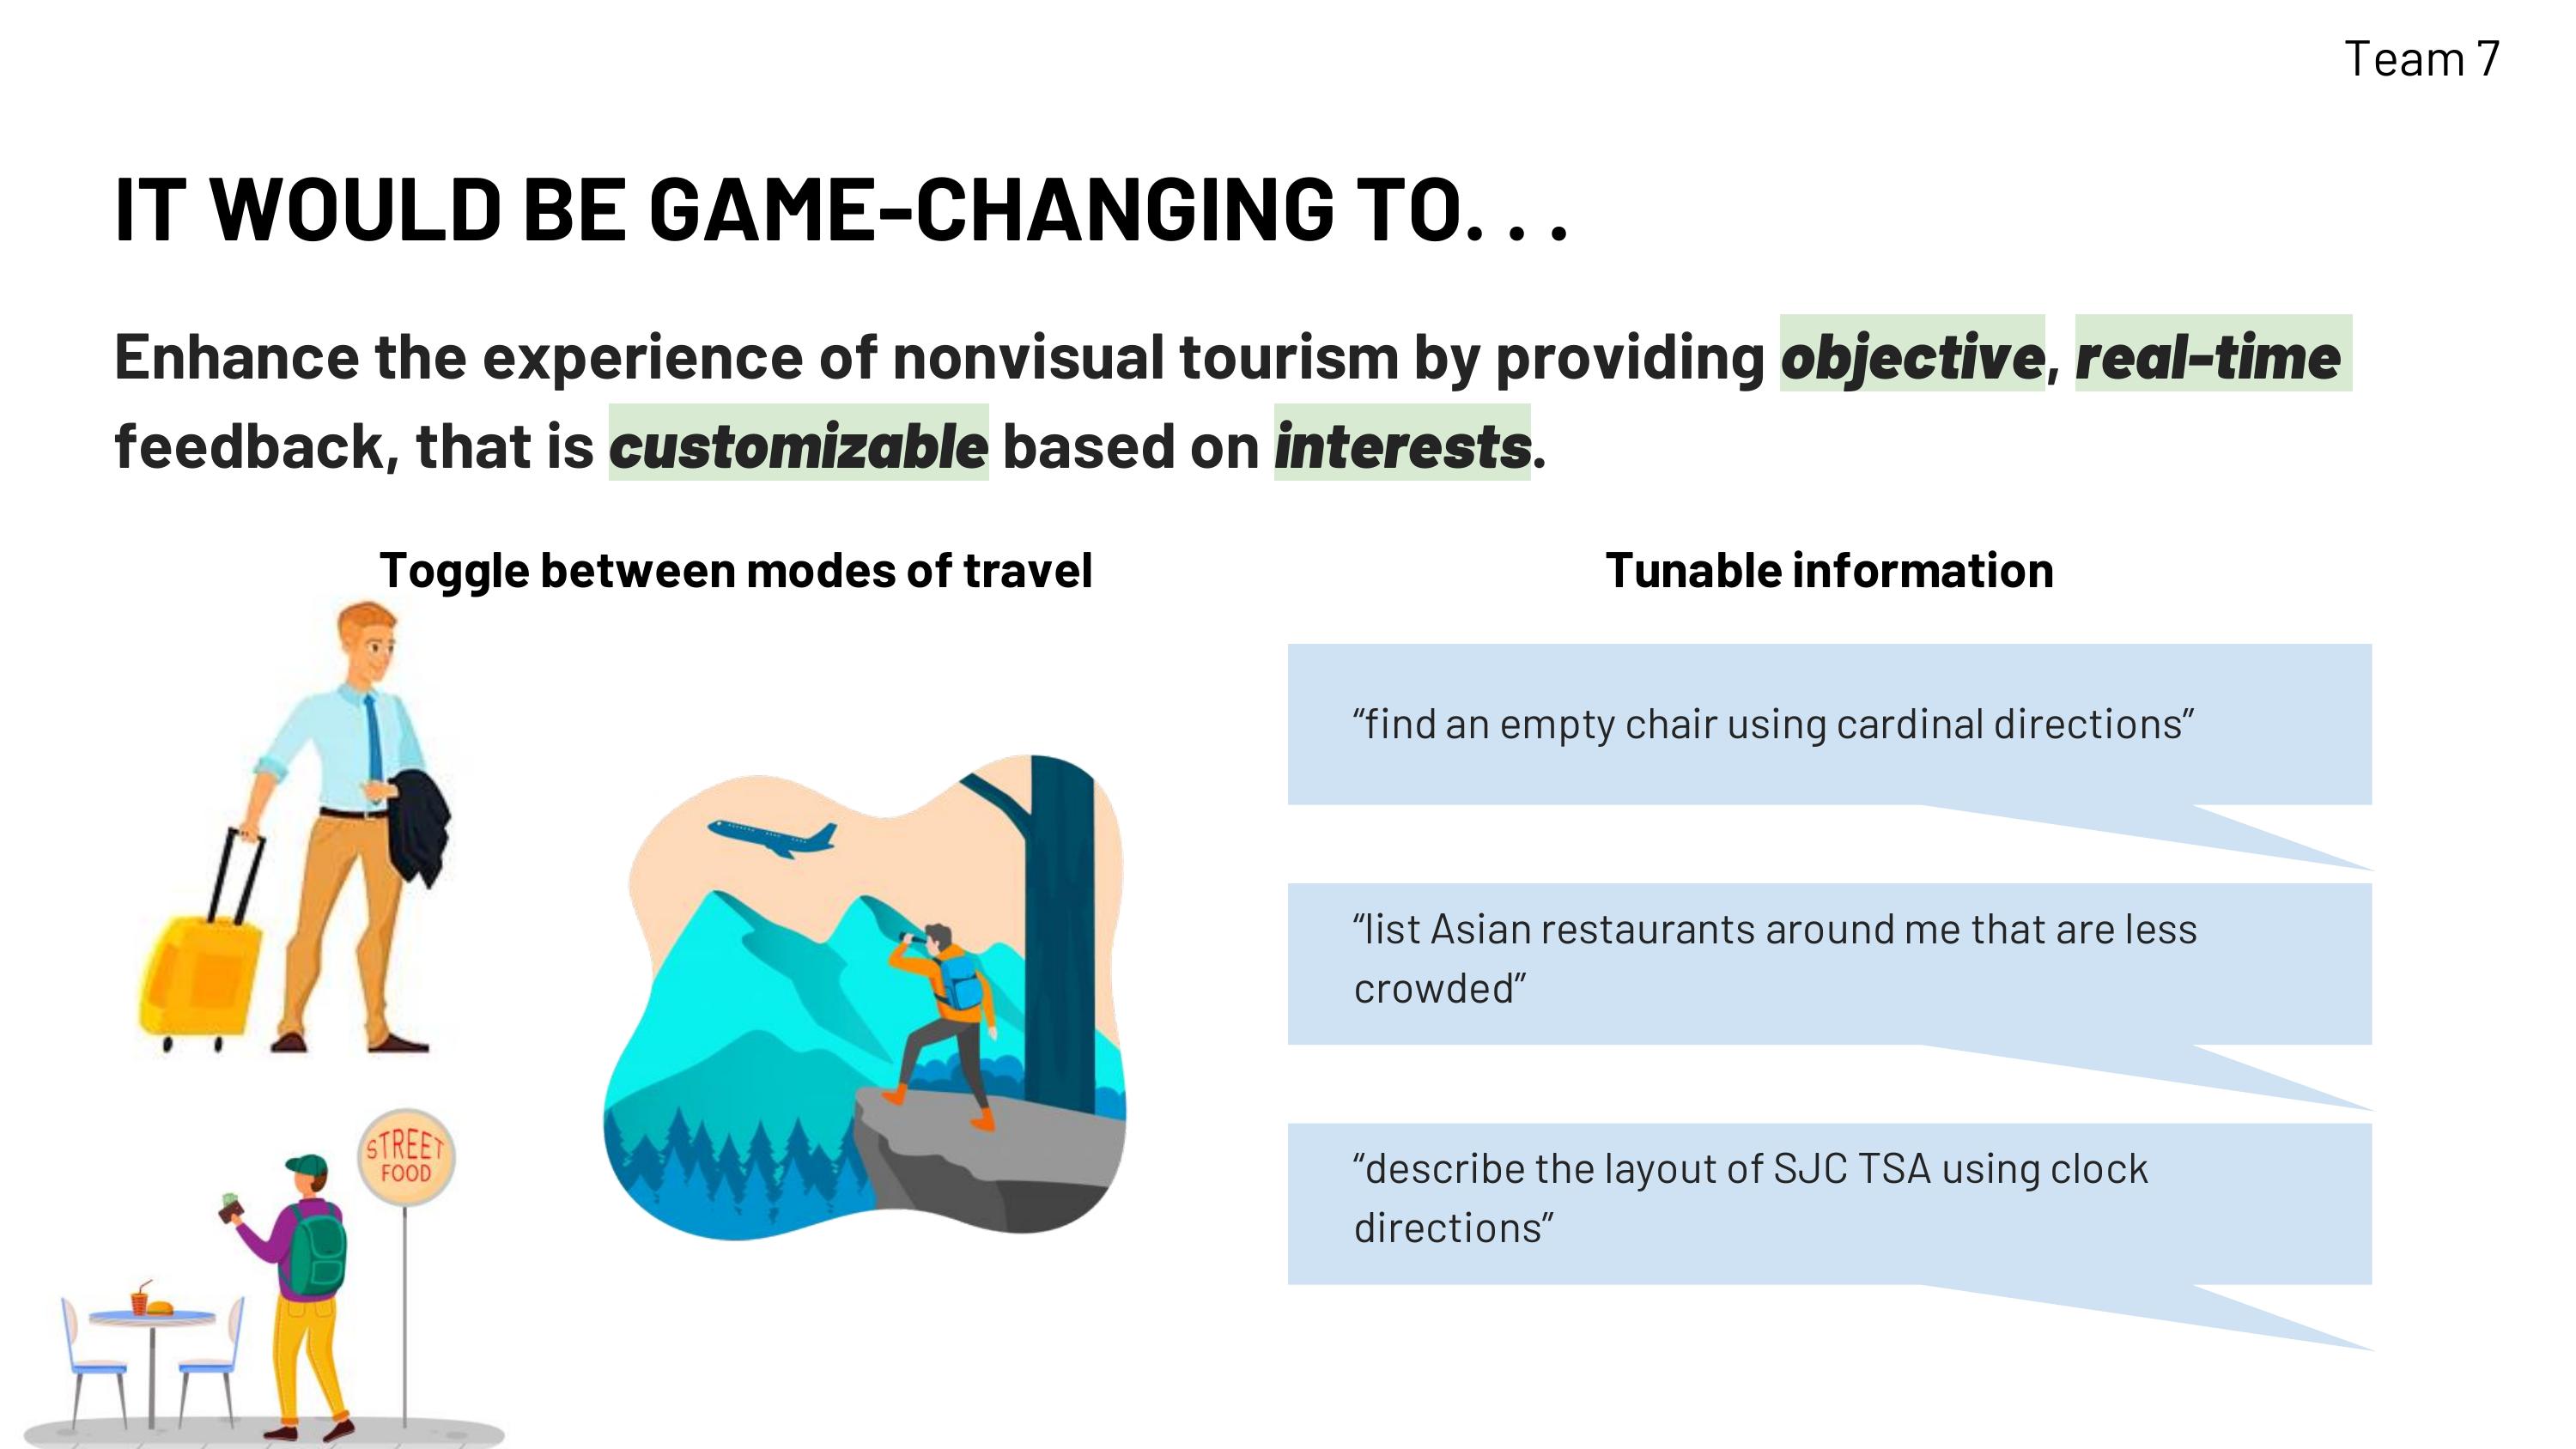 Team 7
IT WOULD BE GAME-CHANGING TO. . .
Enhance the experience of nonvisual tourism by providing objective, real-time
feedback, that is customizable based on interests.
Toggle between modes of travel
STREET
FOOD
Tunable information
“find an empty chair using cardinal directions”
“list Asian restaurants around me that are less
crowded”
“describe the layout of SJC TSA using clock
directions”